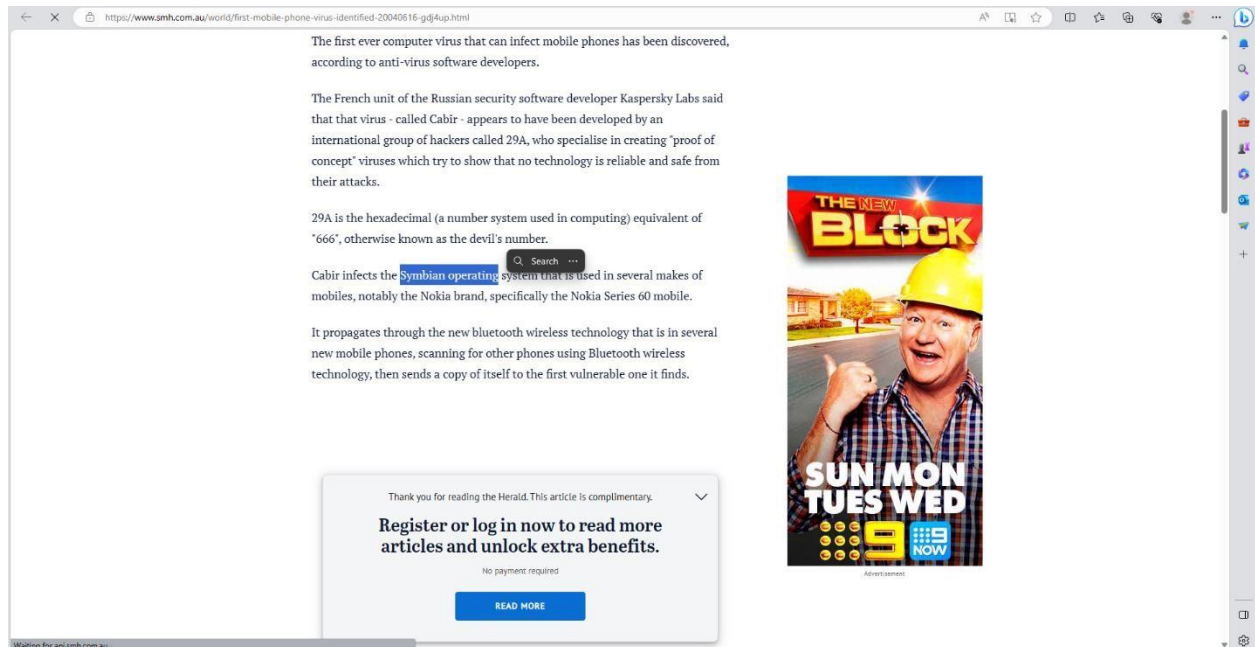 https://www.smh.com.au/world/first-mobile-phone-virus-identified-20040616-gdj4up.html
The first ever computer virus that can infect mobile phones has been discovered,
according to anti-virus software developers.
The French unit of the Russian security software developer Kaspersky Labs said
that that virus - called Cabir - appears to have been developed by an
international group of hackers called 29A, who specialise in creating "proof of
concept" viruses which try to show that no technology is reliable and safe from
their attacks.
29A is the hexadecimal (a number system used in computing) equivalent of
"666", otherwise known as the devil's number.
Search ...
Cabir infects the Symbian operating system that is used in several makes of
mobiles, notably the Nokia brand, specifically the Nokia Series 60 mobile.
It propagates through the new bluetooth wireless technology that is in several
new mobile phones, scanning for other phones using Bluetooth wireless
technology, then sends a copy of itself to the first vulnerable one it finds.
THE NEW
BLOCK
SUN MON
TUES WED
9
9
NOW
Advertisement
Thank you for reading the Herald. This article is complimentary.
Register or log in now to read more
articles and unlock extra benefits.
No payment required
READ MORE
Waiting for api.smh.com.au